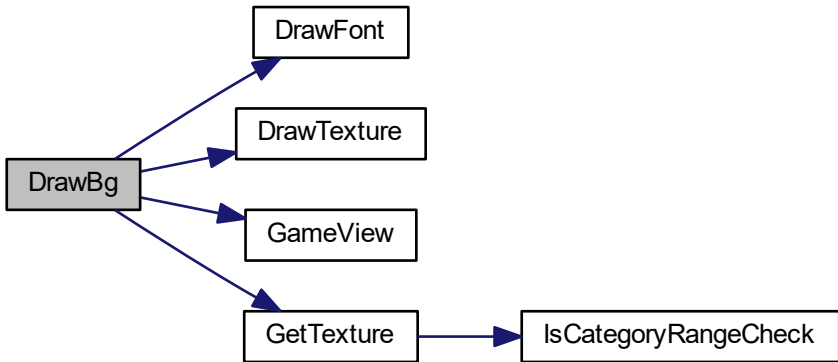 DrawFont
DrawTexture
DrawBg
GameView
GetTexture
IsCategoryRangeCheck